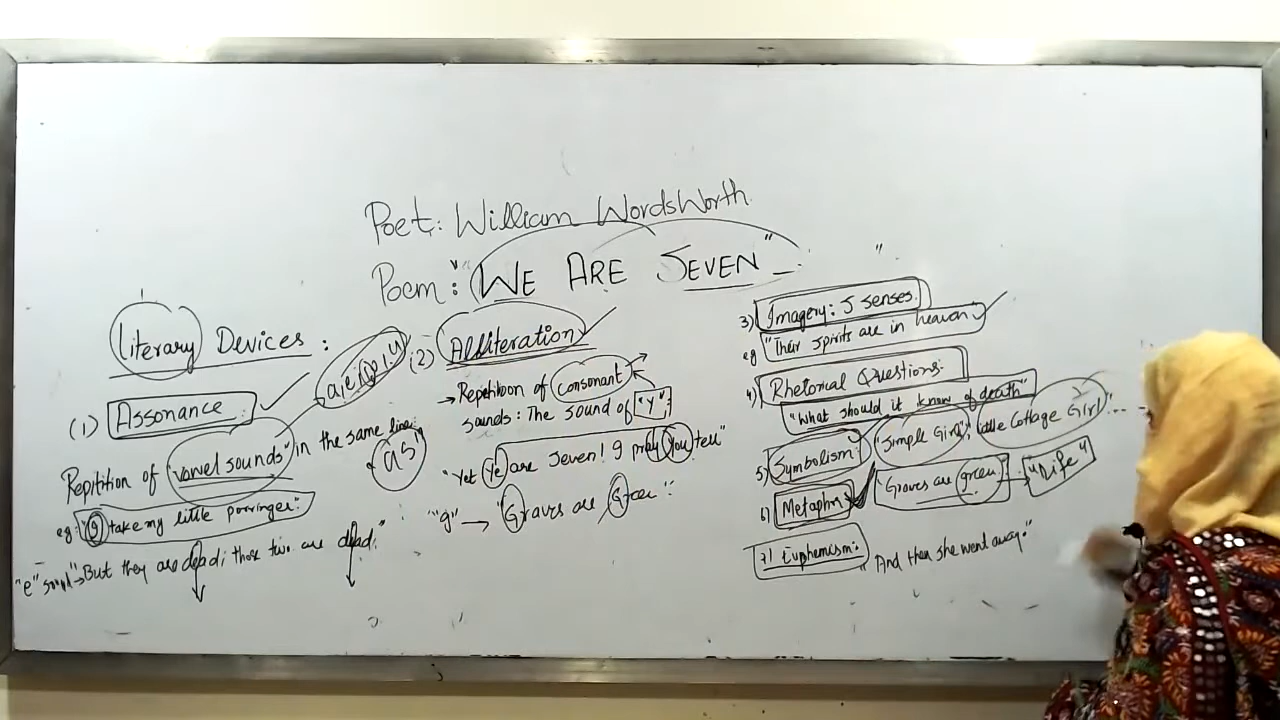 Poet: William WordsWorth
Poem: "WE ARE SEVEN"
Literary Devices:
(1) Assonance
Repitition of "vowel sounds" in the same line.
a,e,i,o,u
"as"
eg: "I take my little porringer."
"e" sound → But they are dead; those two are dead."
(2) Alliteration
→ Repetition of consonant
sounds: The sound of "Y":
"Yet Ye are Seven! I pray you tell"
"g" → "Graves are Green".
3) Imagery: 5 senses.
eg "Their spirits are in heaven"
4) Rhetorial Questions:
"What should it know of death"
5) Symbolism: "Simple Girl"; little Cottage Girl"...
6) Metaphr "Graves are green → "Life"
7) Euphemism:
"And then she went away."